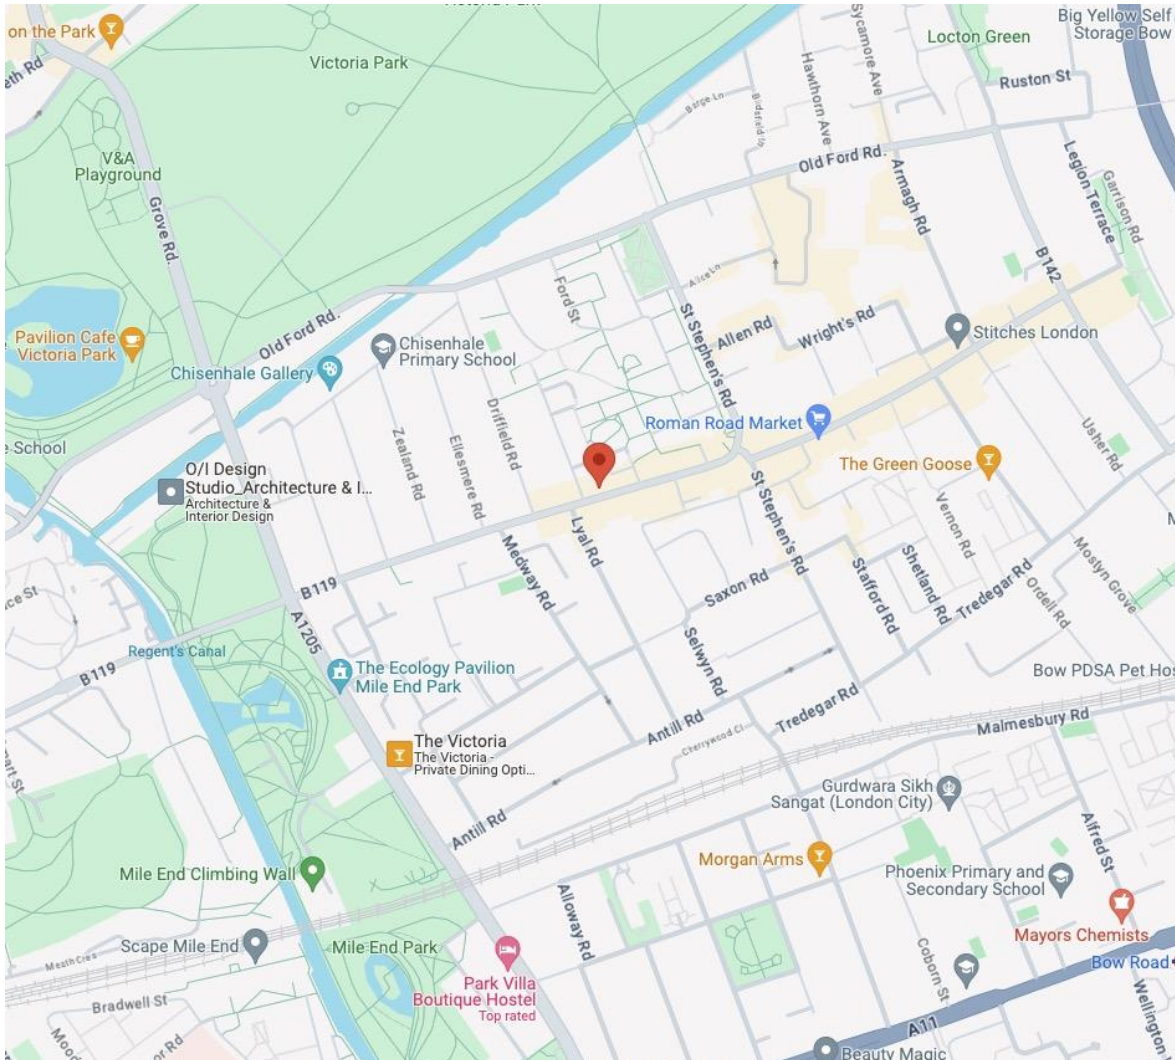 on the Park
Victoria Park
Sycamore Ave
Hawthorn Ave
Locton Green
Big Yellow Self
Storage Bow
Ruston St
Barge Ln
Old Ford Rd.
Armagh Rd
Legion Terrace
Garrison Rd
V&A
Playground
Grove Rd.
B142
Alice Ln
Ford St
St Stephen's Rd
Allen Rd
Wright's Rd
Stitches London
Pavilion Cafe
Victoria Park
Old Ford Rd.
Chisenhale
Primary School
Chisenhale Gallery
Driffield Rd
Ellesmere Rd
Zealand Rd
Roman Road Market
Usher Rd
The Green Goose
e School
O/I Design
Studio_Architecture & I...
Architecture &
Interior Design
Lyal Rd
Medway Rd
St Stephen's Rd
Vernon Rd
B119
A1205
Saxon Rd
Stafford Rd
Shetland Rd
Tredegar Rd
Ordell Rd
Mostyn Grove
Regent's Canal
B119
The Ecology Pavilion
Mile End Park
Selwyn Rd
Bow PDSA Pet Hos
Antill Rd
Tredegar Rd
Malmesbury Rd
Cherrywood Cl
The Victoria
The Victoria -
Private Dining Opti...
Gurdwara Sikh
Sangat (London City)
Antill Rd
Alfred St
Mile End Climbing Wall
Morgan Arms
Phoenix Primary and
Secondary School
Alloway Rd
Mayors Chemists
Scape Mile End
Mile End Park
Meath Cres
Park Villa
Boutique Hostel
Top rated
Coborn St
Bow Road
Bradwell St
A11
Wellington
Beauty Magic